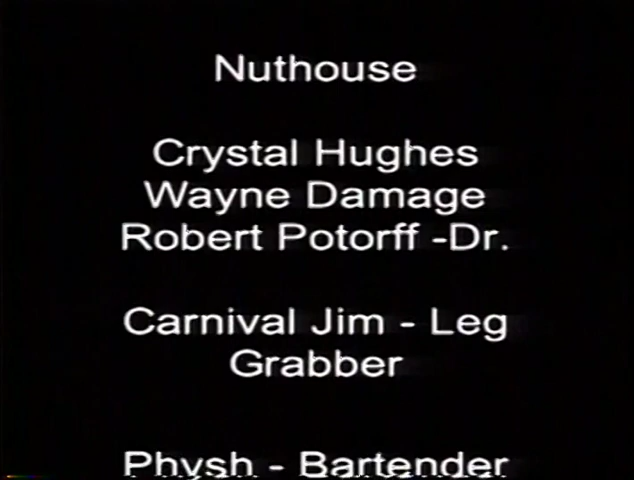 Nuthouse
Crystal Hughes
Wayne Damage
Robert Potorff -Dr.
Carnival Jim - Leg
Grabber
Physh - Bartender